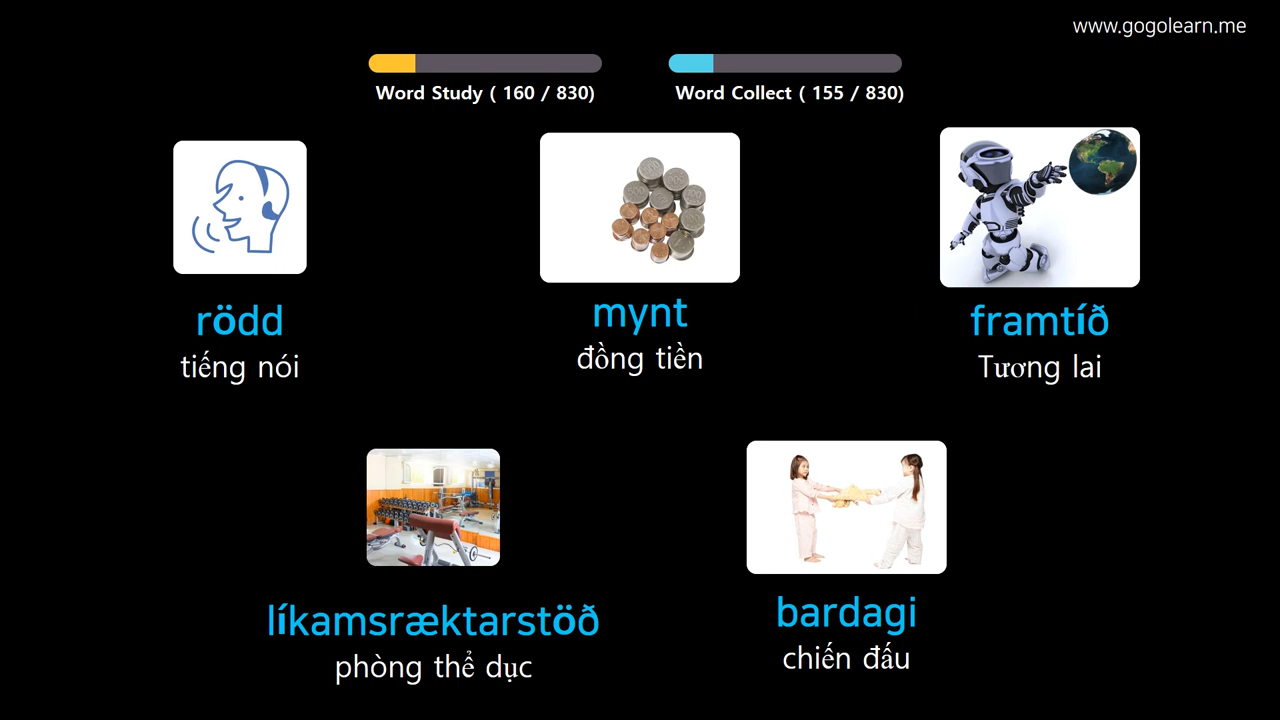 www.gogolearn.me
Word Study ( 160 / 830)
Word Collect ( 155 / 830)
rödd
tiếng nói
mynt
đồng tiền
framtíð
Tương lai
líkamsræktarstöð
phòng thể dục
bardagi
chiến đấu